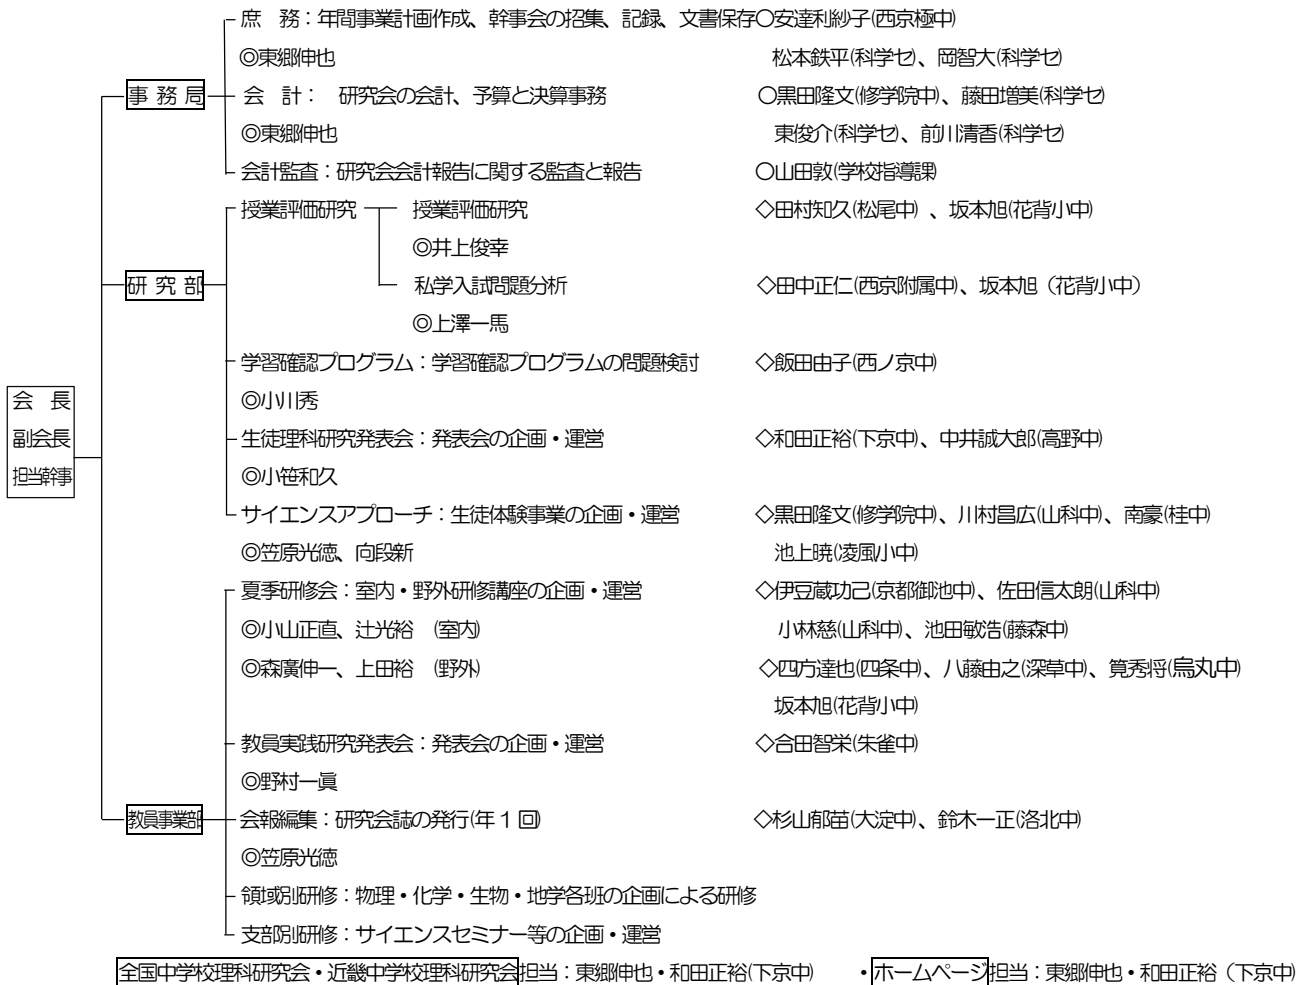 庶　務：年間事業計画作成、幹事会の招集、記録、文書保存〇安達利紗子(西京極中)
◎東郷伸也　松本鉄平(科学セ)、岡智大(科学セ)
事 務 局　会　計：　研究会の会計、予算と決算事務　〇黒田隆文(修学院中)、藤田増美(科学セ)
◎東郷伸也　東俊介(科学セ)、前川清香(科学セ)
会計監査：研究会会計報告に関する監査と報告　〇山田敦(学校指導課)
授業評価研究　授業評価研究　◇田村知久(松尾中) 、坂本旭(花背小中)
◎井上俊幸
研 究 部　私学入試問題分析　◇田中正仁(西京附属中)、坂本旭（花背小中）
◎上澤一馬
学習確認プログラム：学習確認プログラムの問題検討　◇飯田由子(西ノ京中)
会　長　◎小川秀
副会長　生徒理科研究発表会：発表会の企画・運営　◇和田正裕(下京中)、中井誠大郎(高野中)
担当幹事　◎小笹和久
サイエンスアプローチ：生徒体験事業の企画・運営　◇黒田隆文(修学院中)、川村昌広(山科中)、南豪(桂中)
◎笠原光徳、向段新　池上暁(凌風小中)
夏季研修会：室内・野外研修講座の企画・運営　◇伊豆蔵功己(京都御池中)、佐田信太朗(山科中)
◎小山正直、辻光裕　(室内)　小林慈(山科中)、池田敏浩(藤森中)
◎森廣伸一、上田裕　(野外)　◇四方達也(四条中)、八藤由之(深草中)、筧秀将(烏丸中)
坂本旭(花背小中)
教員実践研究発表会：発表会の企画・運営　◇合田智栄(朱雀中)
◎野村一眞
教員事業部　会報編集：研究会誌の発行(年１回)　◇杉山郁苗(大淀中)、鈴木一正(洛北中)
◎笠原光徳
領域別研修：物理・化学・生物・地学各班の企画による研修
支部別研修：サイエンスセミナー等の企画・運営
全国中学校理科研究会・近畿中学校理科研究会担当：東郷伸也・和田正裕(下京中)　・ホームページ担当：東郷伸也・和田正裕（下京中)